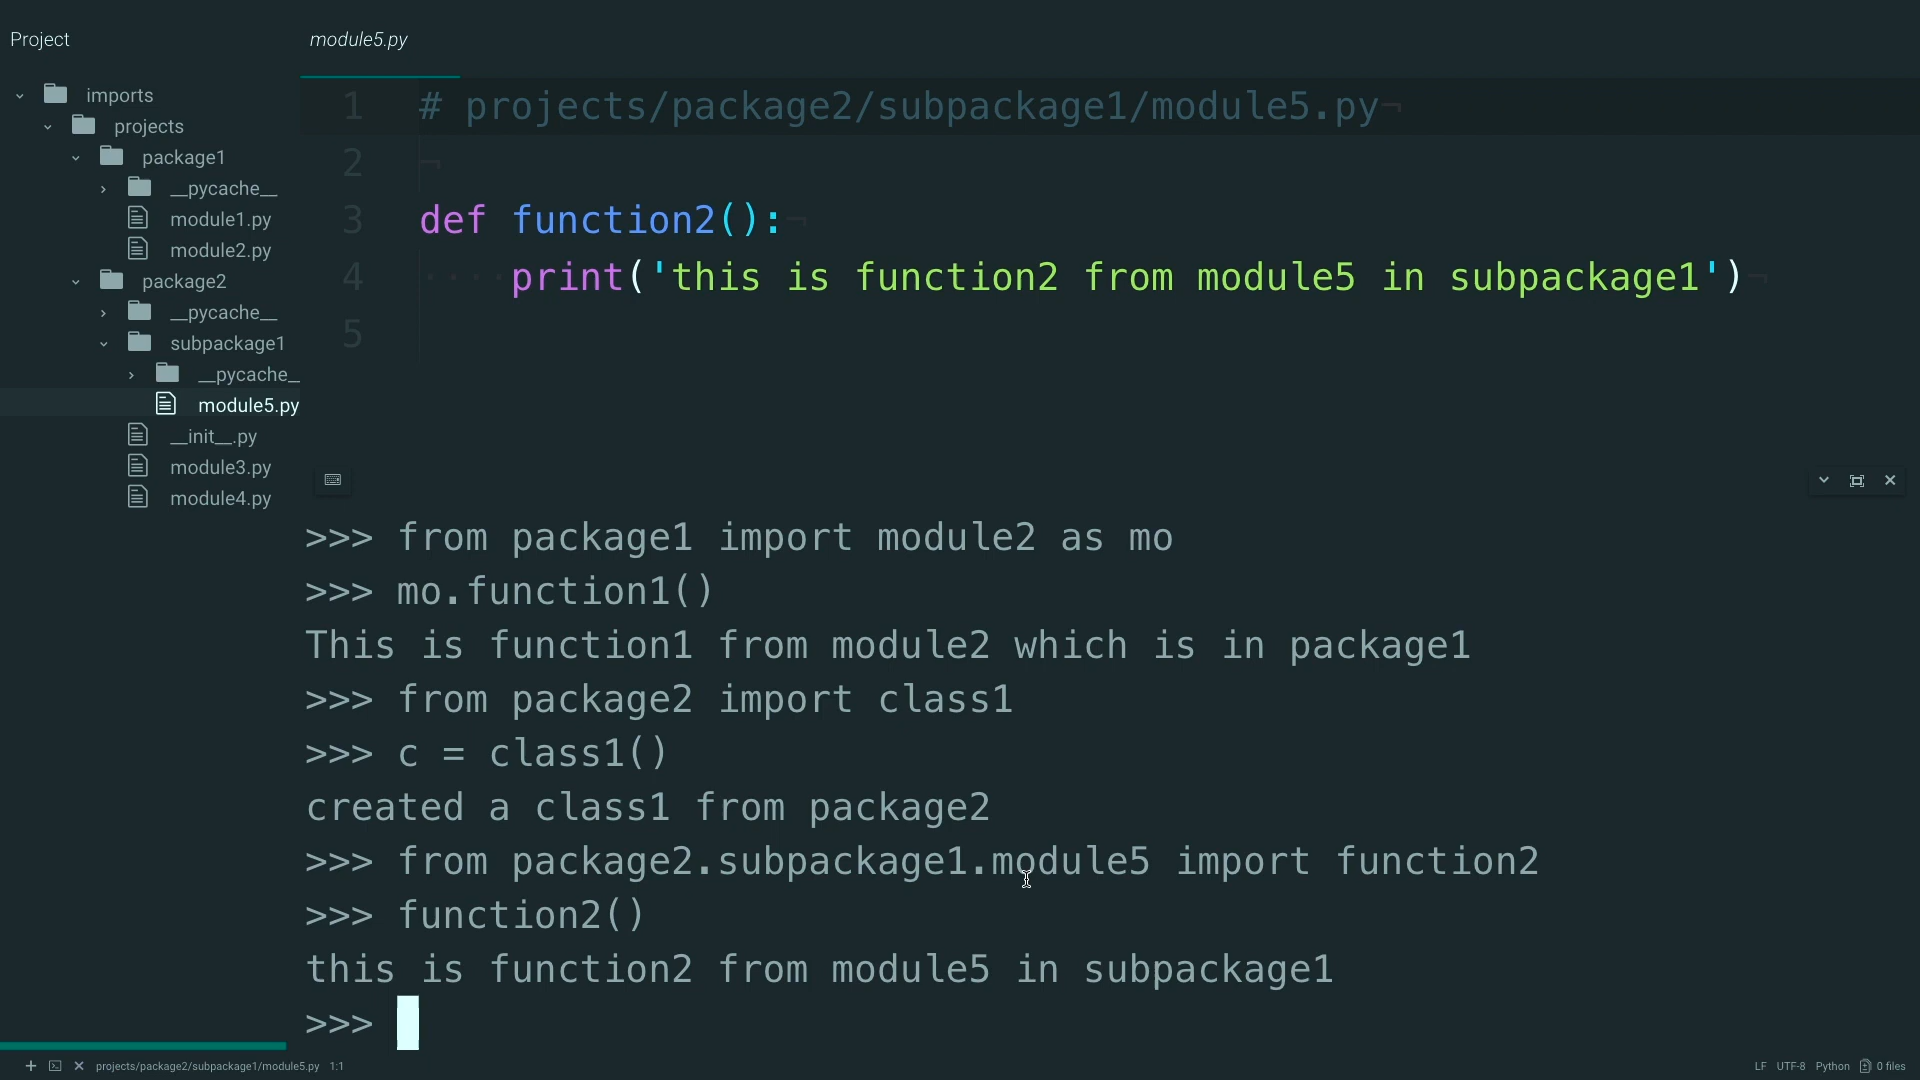 Project
module5.py
imports
projects
package1
__pycache__
module1.py
module2.py
package2
__pycache__
subpackage1
__pycache_
module5.py
__init__.py
module3.py
module4.py
1 # projects/package2/subpackage1/module5.py¬
2 ¬
3 def function2():¬
4 ····print('this is function2 from module5 in subpackage1')¬
5
>>> from package1 import module2 as mo
>>> mo.function1()
This is function1 from module2 which is in package1
>>> from package2 import class1
>>> c = class1()
created a class1 from package2
>>> from package2.subpackage1.module5 import function2
>>> function2()
this is function2 from module5 in subpackage1
>>>
projects/package2/subpackage1/module5.py 1:1
LF UTF-8 Python 0 files